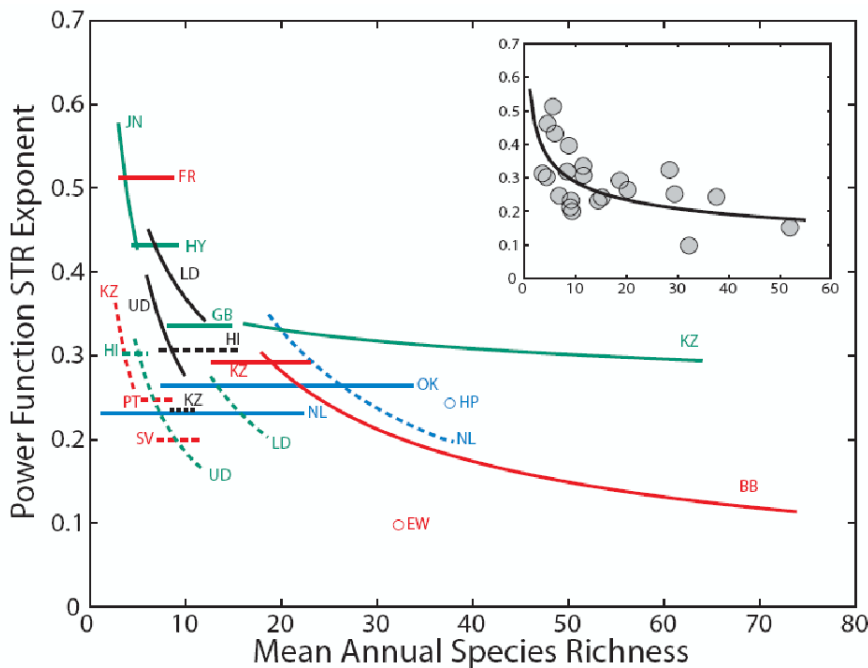 Power Function STR Exponent
0.7
0.6
0.5
0.4
0.3
0.2
0.1
0
0 10 20 30 40 50 60 70 80
Mean Annual Species Richness
JN
FR
HY
LD
KZ
UD
GB
HI
HI
KZ
KZ
OK
PT
KZ
HP
NL
NL
SV
LD
UD
BB
EW
0.7
0.6
0.5
0.4
0.3
0.2
0.1
0
0 10 20 30 40 50 60